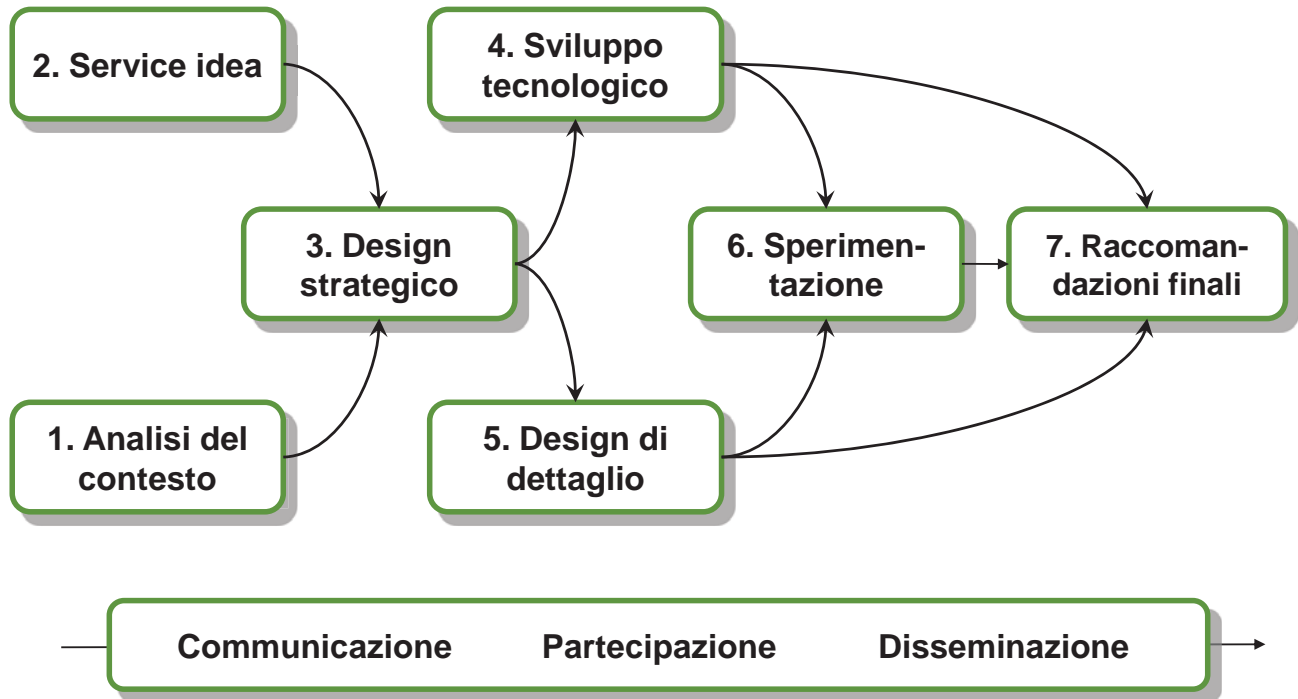 2. Service idea
4. Sviluppo
tecnologico
3. Design
strategico
6. Sperimen-
tazione
7. Raccoman-
dazioni finali
1. Analisi del
contesto
5. Design di
dettaglio
Communicazione Partecipazione Disseminazione